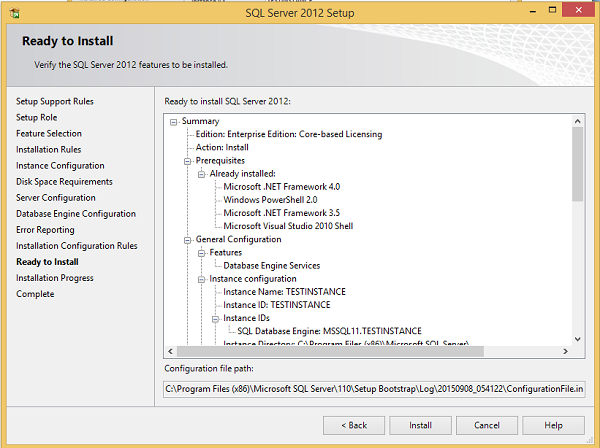 SQL Server 2012 Setup
Ready to Install
Verify the SQL Server 2012 features to be installed.
Setup Support Rules
Setup Role
Feature Selection
Installation Rules
Instance Configuration
Disk Space Requirements
Server Configuration
Database Engine Configuration
Error Reporting
Installation Configuration Rules
Ready to Install
Installation Progress
Complete
Ready to install SQL Server 2012:
Summary
Edition: Enterprise Edition: Core-based Licensing
Action: Install
Prerequisites
Already installed:
Microsoft .NET Framework 4.0
Windows PowerShell 2.0
Microsoft .NET Framework 3.5
Microsoft Visual Studio 2010 Shell
General Configuration
Features
Database Engine Services
Instance configuration
Instance Name: TESTINSTANCE
Instance ID: TESTINSTANCE
Instance IDs
SQL Database Engine: MSSQL11.TESTINSTANCE
Instance Directory: C:\Program Files (x86)\Microsoft SQL Server\
Configuration file path:
C:\Program Files (x86)\Microsoft SQL Server\110\Setup Bootstrap\Log\20150908_054122\ConfigurationFile.in
< Back
Install
Cancel
Help